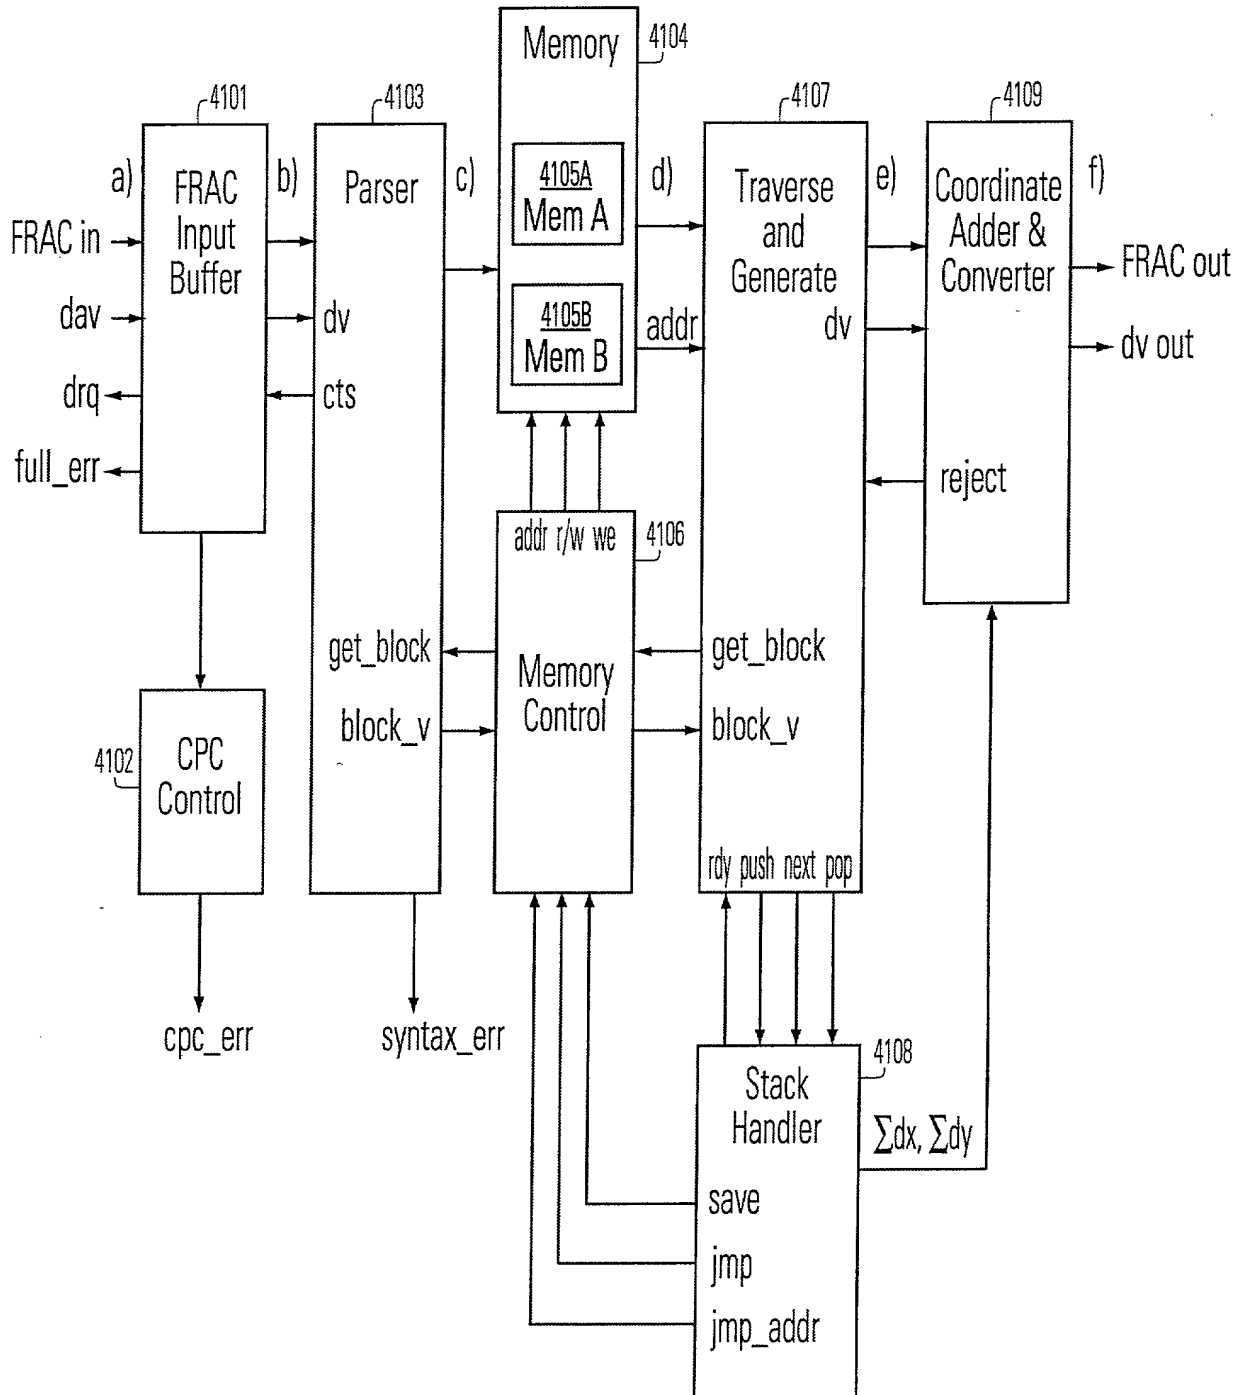 Memory
4104
4101
4103
4107
4109
a)
FRAC
Input
Buffer
b)
Parser
c)
4105A
Mem A
d)
Traverse
and
Generate
e)
Coordinate
Adder &
Converter
f)
FRAC in
FRAC out
dav
dv
4105B
Mem B
addr
dv
dv out
drq
cts
full_err
reject
addr r/w we
4106
get_block
Memory
Control
get_block
block_v
block_v
4102
CPC
Control
rdy push next pop
cpc_err
syntax_err
4108
Stack
Handler
∑dx, ∑dy
save
jmp
jmp_addr